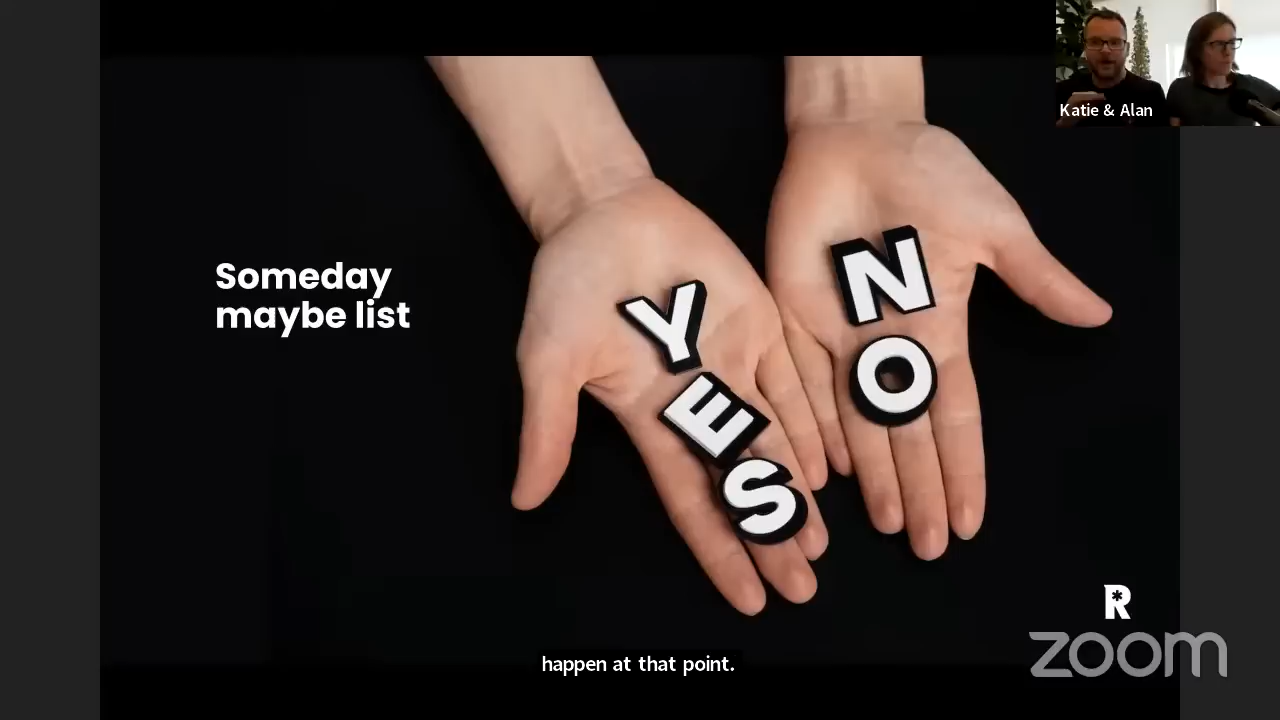 Katie & Alan
Someday
maybe list
YES
NO
R
zoom
happen at that point.